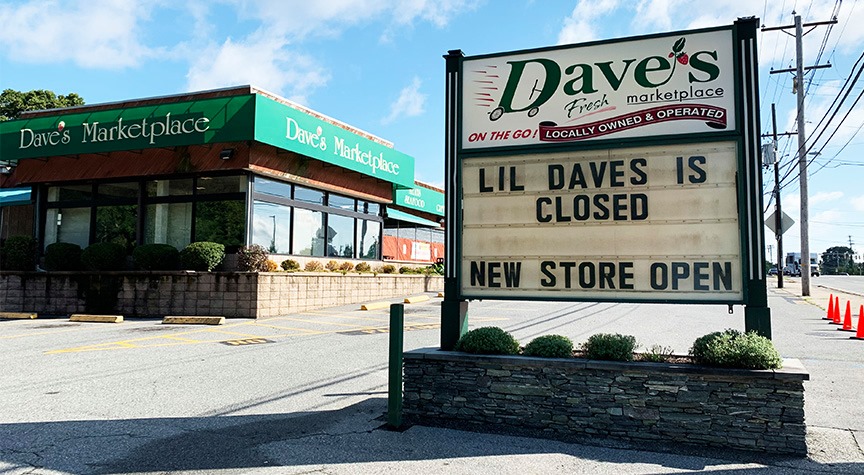 Dave's Marketplace
Dave's Marketplace
SEAFOOD
Dave's
Fresh marketplace
ON THE GO!
LOCALLY OWNED & OPERATED
LIL DAVES IS
CLOSED
NEW STORE OPEN